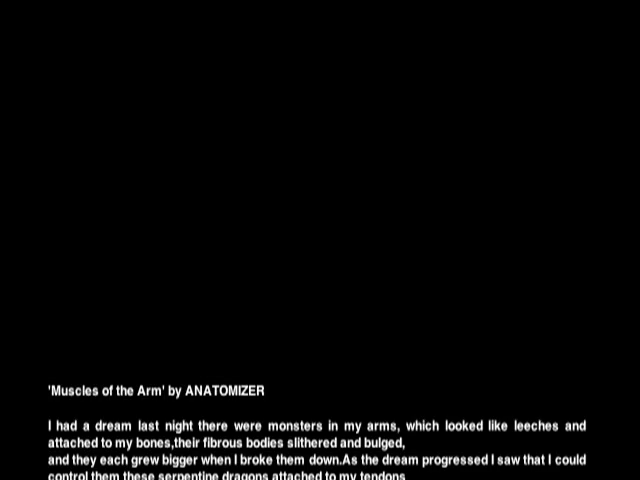 'Muscles of the Arm' by ANATOMIZER
I had a dream last night there were monsters in my arms, which looked like leeches and
attached to my bones,their fibrous bodies slithered and bulged,
and they each grew bigger when I broke them down.As the dream progressed I saw that I could
control them these serpentine dragons attached to my tendons